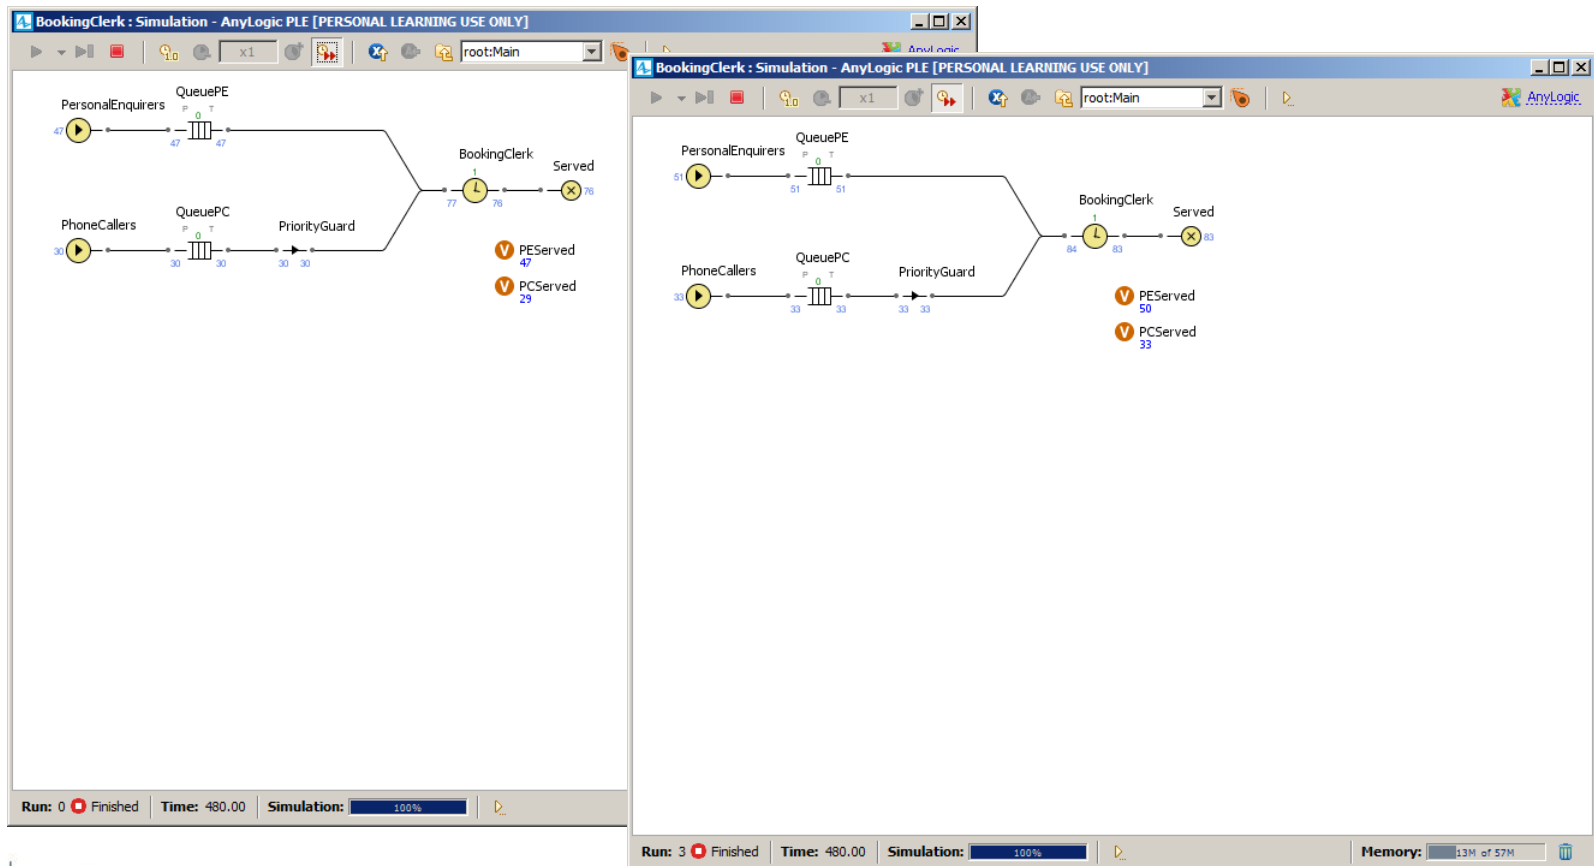 BookingClerk : Simulation - AnyLogic PLE [PERSONAL LEARNING USE ONLY]
x1
root:Main
AnyLogic
PersonalEnquirers
QueuePE
P T
0
47
47
47
BookingClerk
1
77
76
Served
76
PhoneCallers
QueuePC
P T
0
30
30
30
PriorityGuard
30
30
V PEServed
47
V PCServed
29
Run: 0 Finished Time: 480.00 Simulation: 100%
BookingClerk : Simulation - AnyLogic PLE [PERSONAL LEARNING USE ONLY]
x1
root:Main
AnyLogic
PersonalEnquirers
QueuePE
P T
0
51
51
51
BookingClerk
1
84
83
Served
83
PhoneCallers
QueuePC
P T
0
33
33
33
PriorityGuard
33
33
V PEServed
50
V PCServed
33
Run: 3 Finished Time: 480.00 Simulation: 100% Memory: 13M of 57M